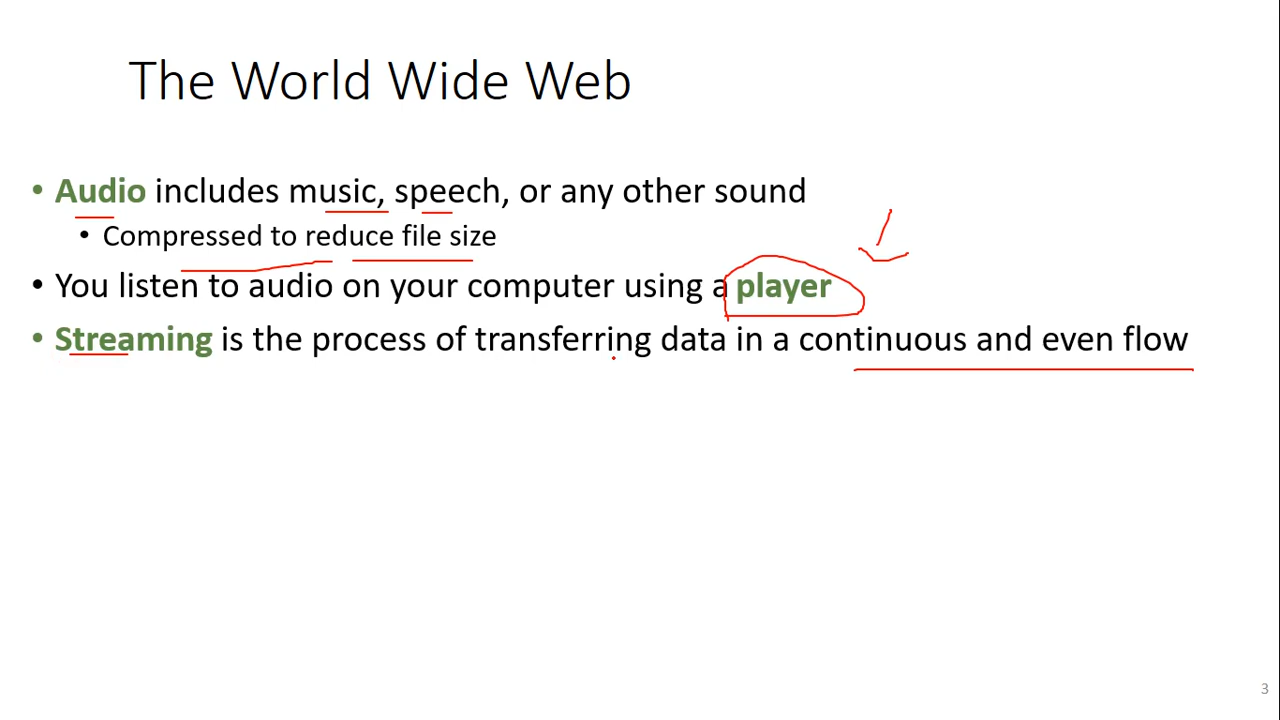 The World Wide Web
• Audio includes music, speech, or any other sound
• Compressed to reduce file size
• You listen to audio on your computer using a player
• Streaming is the process of transferring data in a continuous and even flow
3